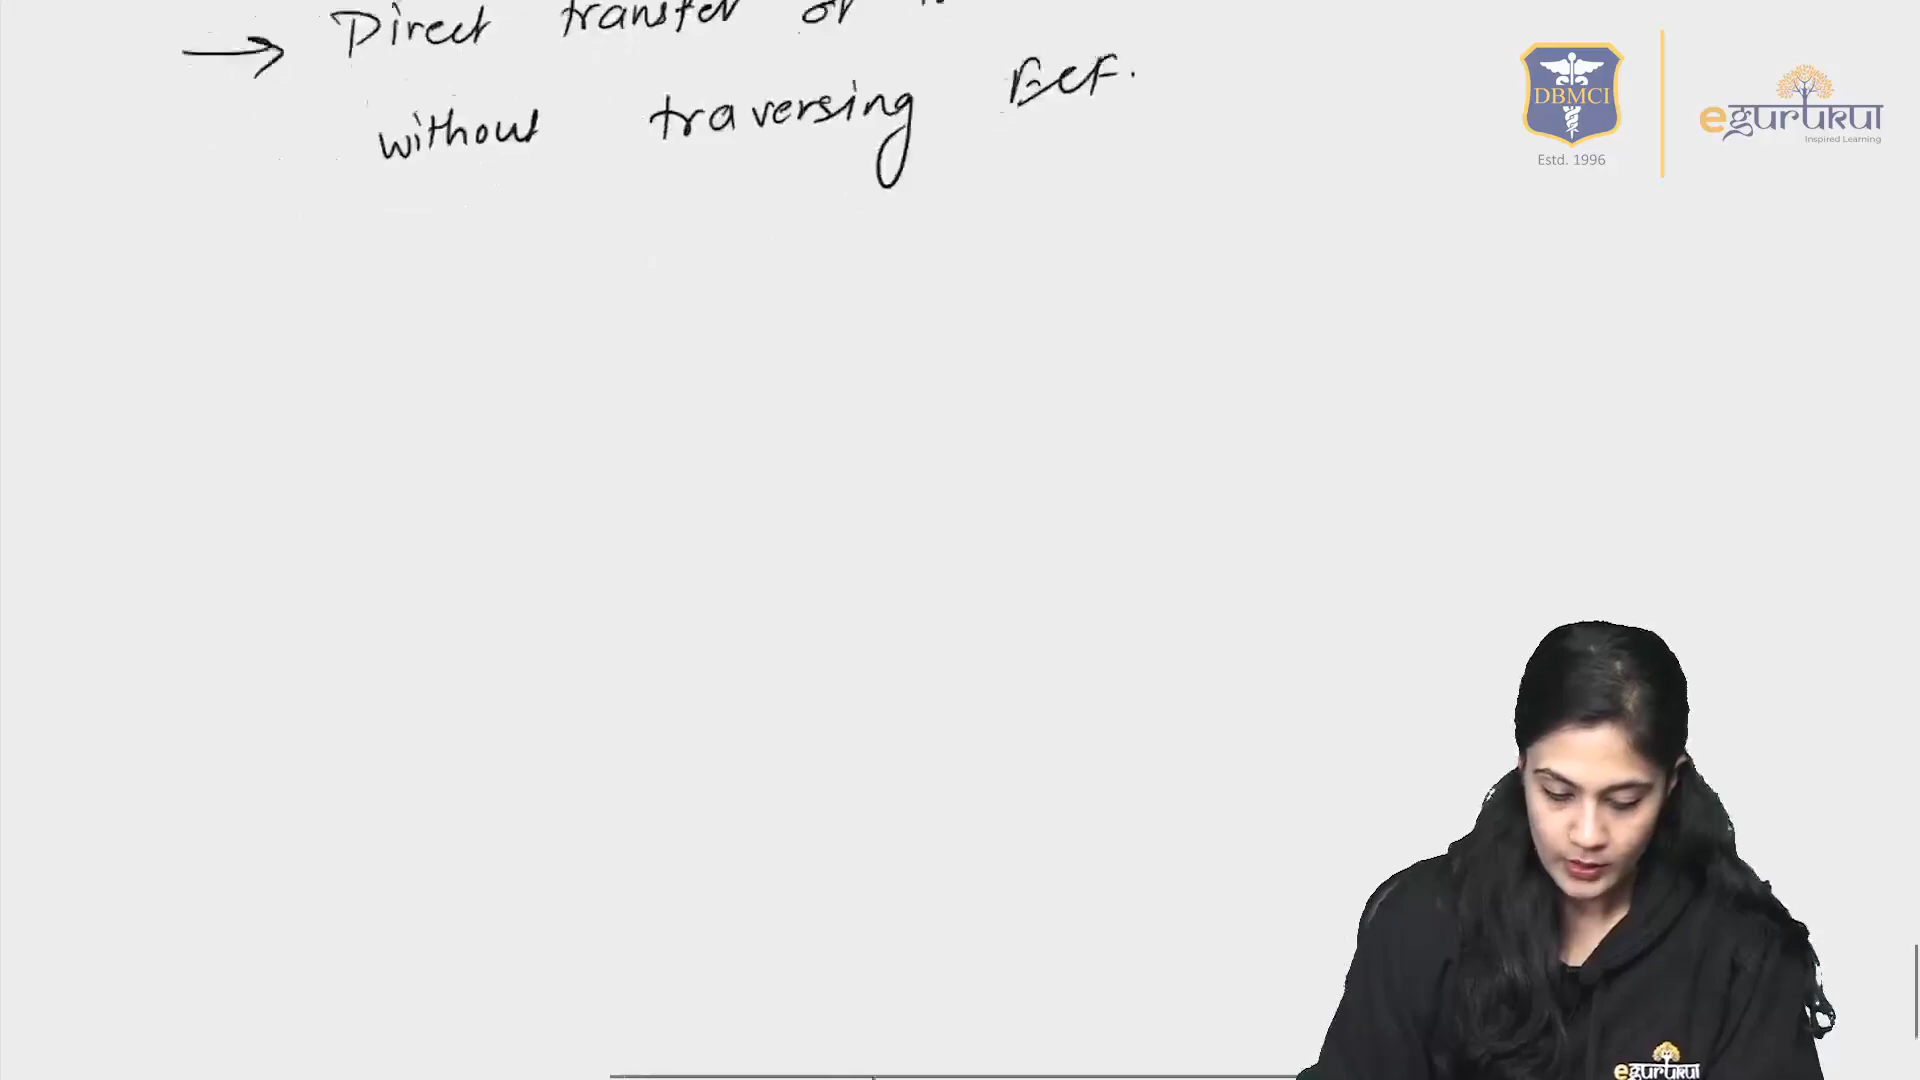 → Direct transfer of
without traversing ECF.
DBMCI
Estd. 1996
egurukul
Inspired Learning
egurukul